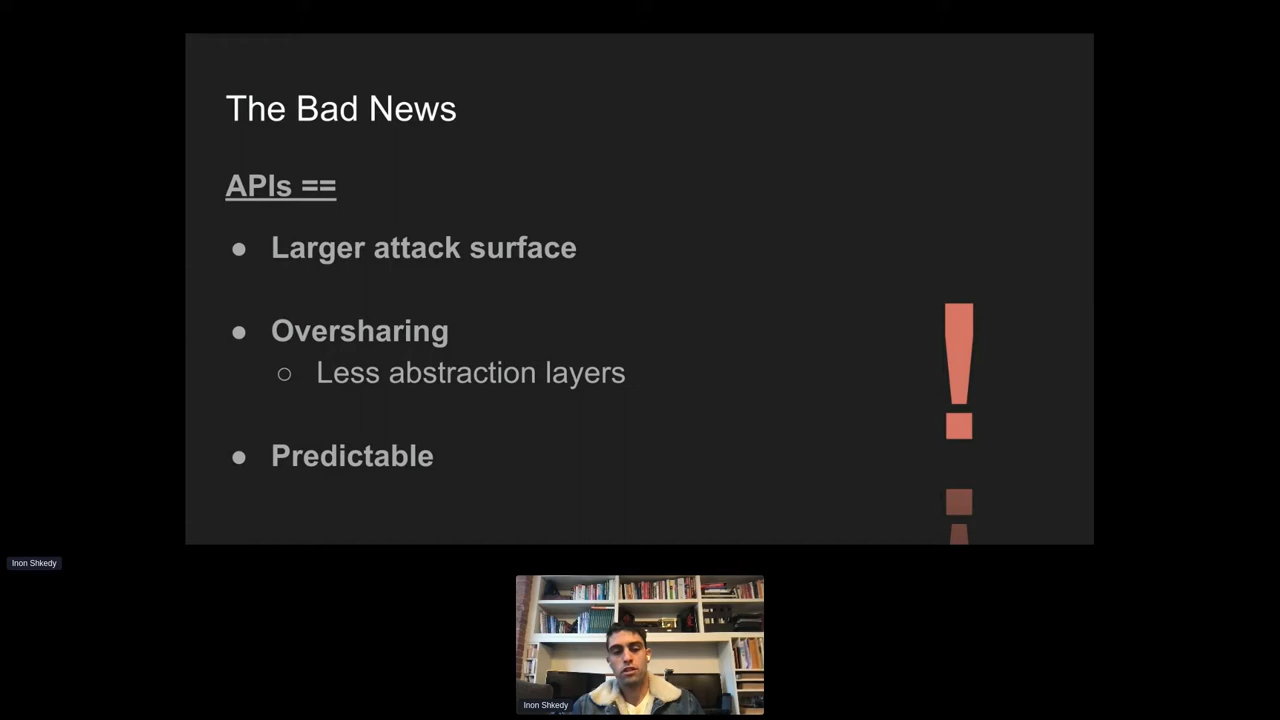 The Bad News
APIs ==
● Larger attack surface
● Oversharing
○ Less abstraction layers
● Predictable
!
Inon Shkedy
Inon Shkedy